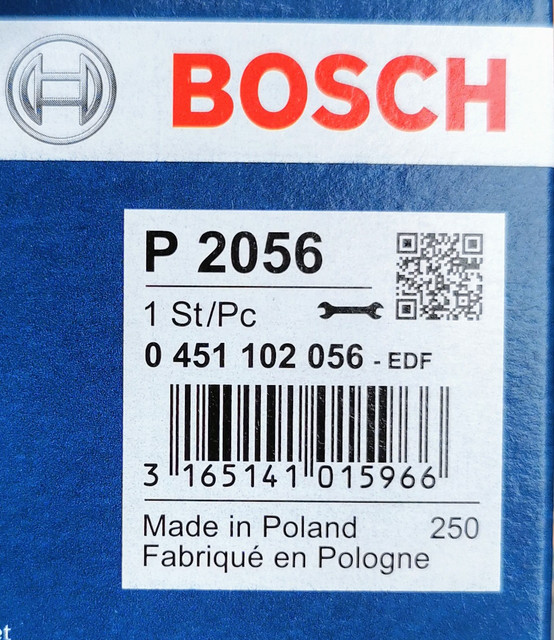 BOSCH
P 2056
1 St/Pc
0 451 102 056 - EDF
3 165141 015966
Made in Poland 250
Fabriqué en Pologne
et